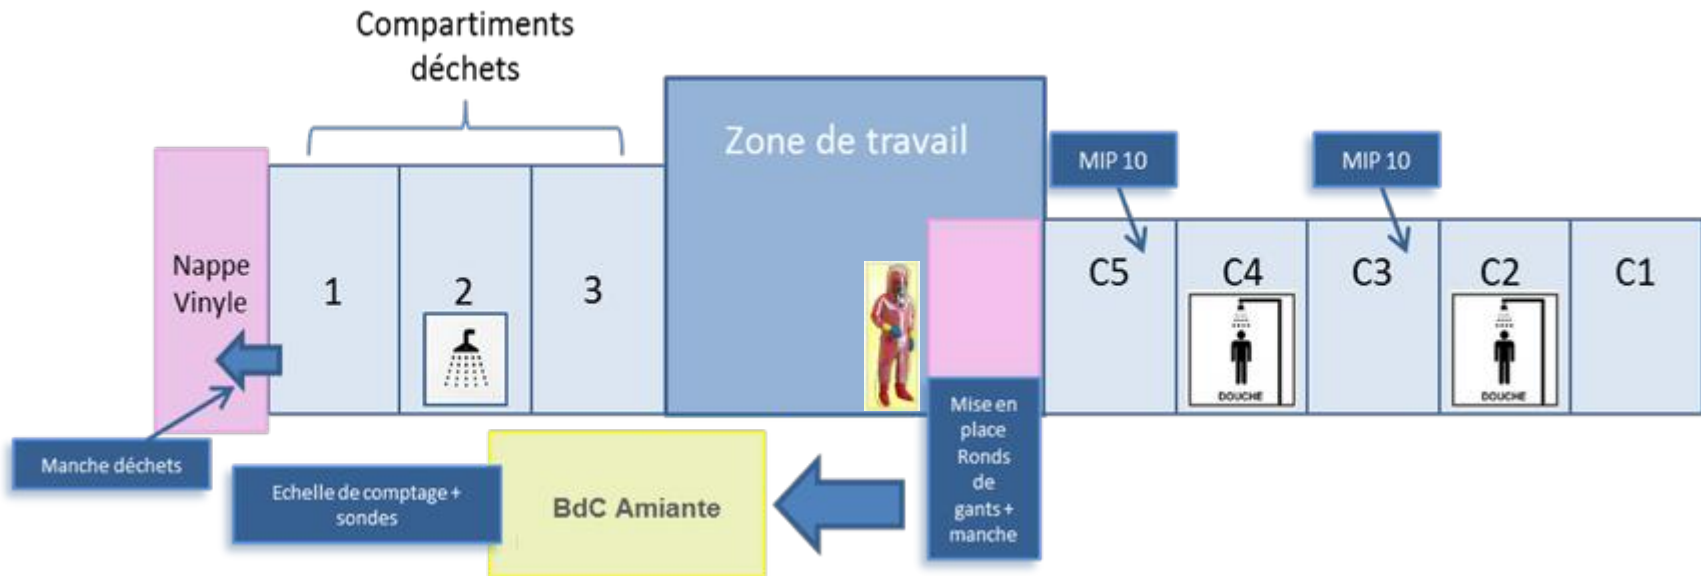 Compartiments
déchets
Zone de travail
MIP 10
MIP 10
Nappe
Vinyle
1
2
3
C5
C4
C3
C2
C1
DOUCHE
DOUCHE
Manche déchets
Echelle de comptage +
sondes
BdC Amiante
Mise en
place
Ronds
de
gants +
manche